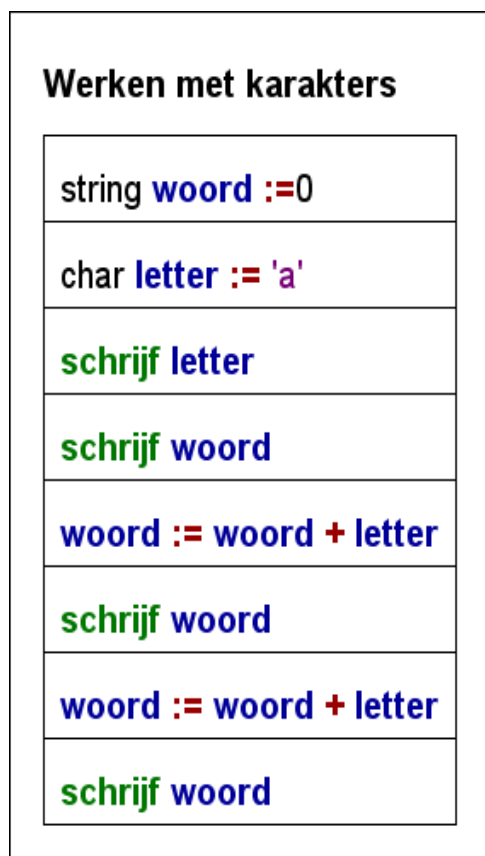 Werken met karakters
string woord :=0
char letter := 'a'
schrijf letter
schrijf woord
woord := woord + letter
schrijf woord
woord := woord + letter
schrijf woord